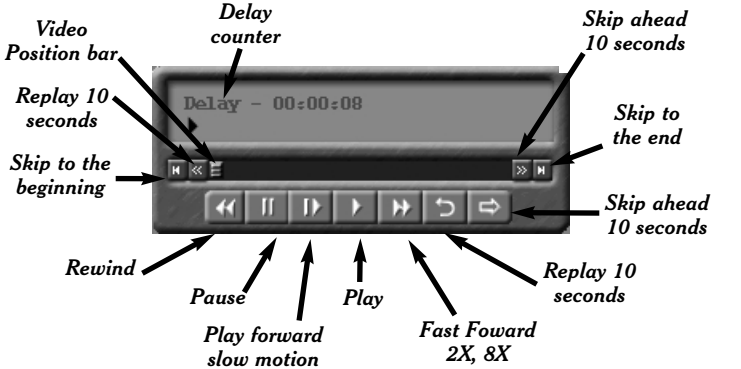 Video
Position bar
Delay
counter
Skip ahead
10 seconds
Replay 10
seconds
Delay - 00:00:08
Skip to
the end
Skip to the
beginning
Skip ahead
10 seconds
Rewind
Pause
Play
Replay 10
seconds
Play forward
slow motion
Fast Foward
2X, 8X